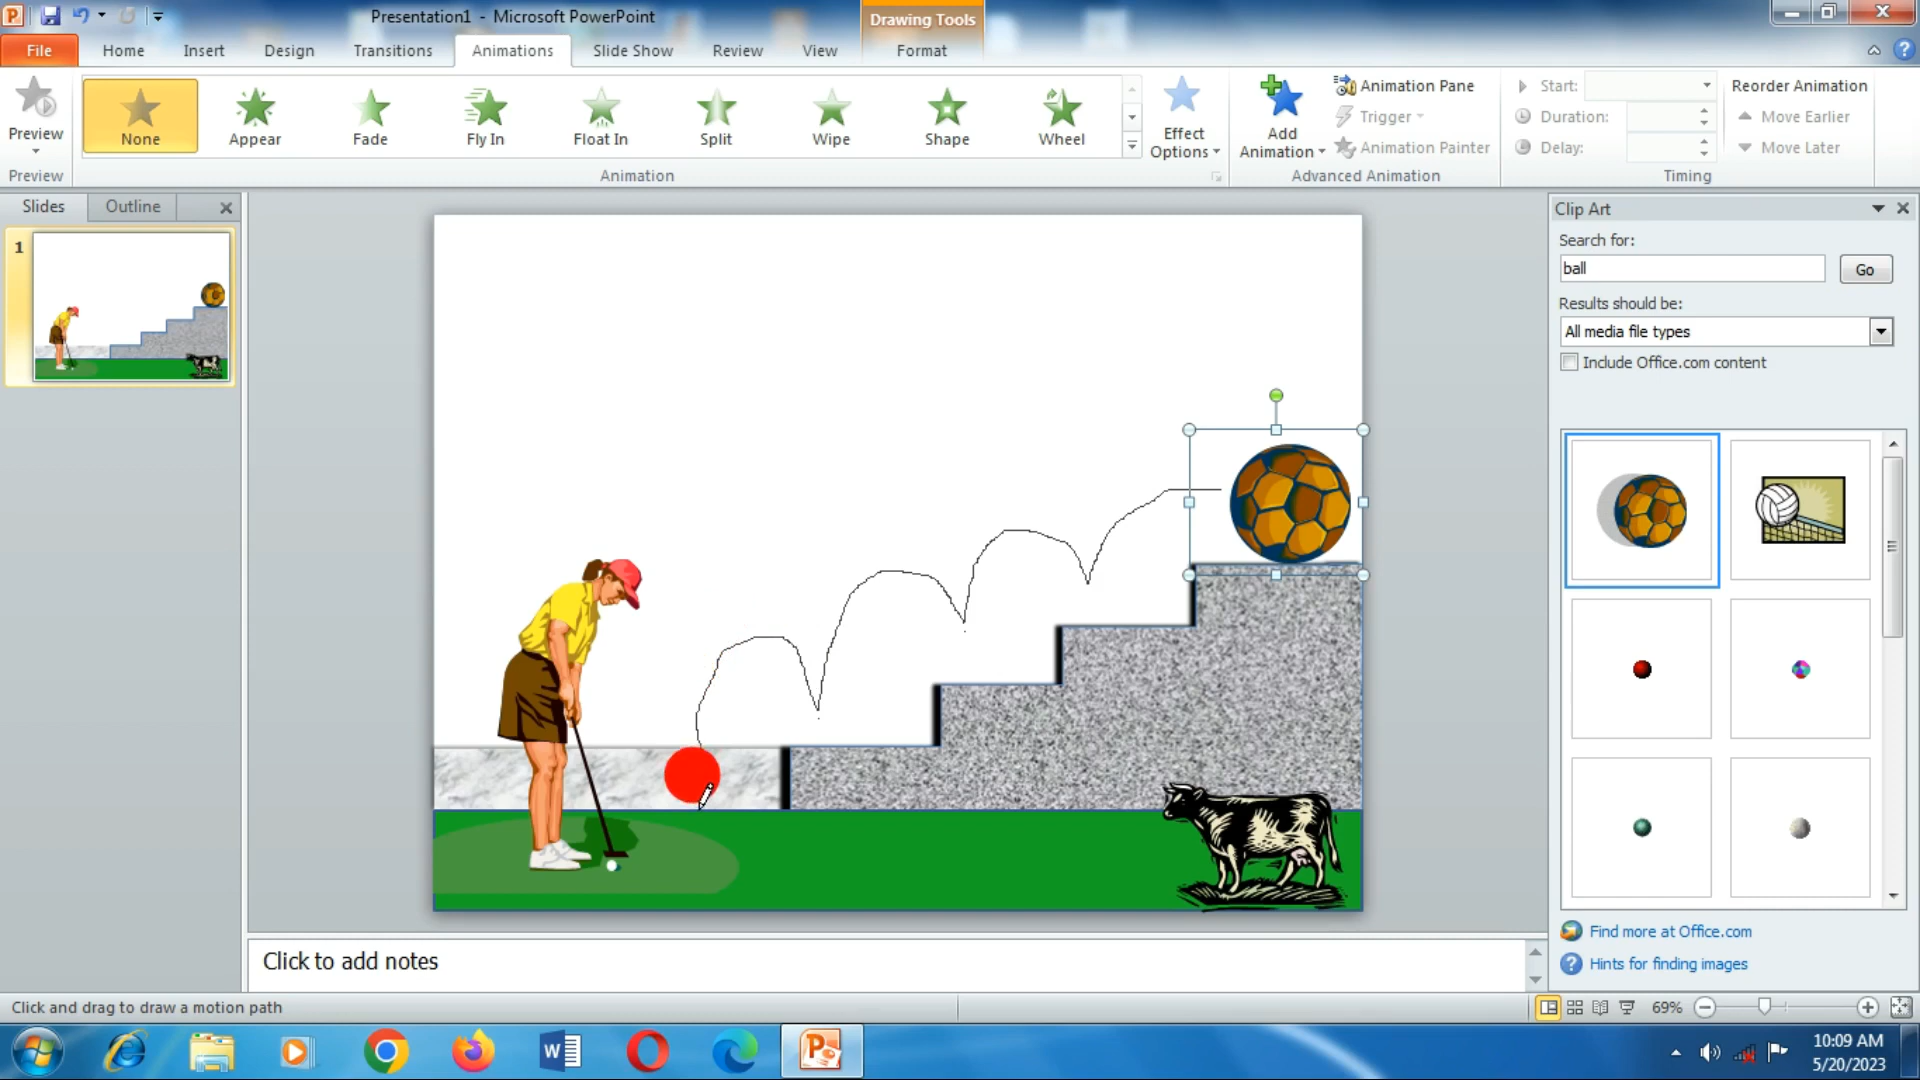 Presentation1 - Microsoft PowerPoint
Drawing Tools
File
Home
Insert
Design
Transitions
Animations
Slide Show
Review
View
Format
Preview
None
Appear
Fade
Fly In
Float In
Split
Wipe
Shape
Wheel
Effect
Options
Add
Animation
Animation Pane
Trigger
Animation Painter
Start:
Duration:
Delay:
Reorder Animation
Move Earlier
Move Later
Preview
Animation
Advanced Animation
Timing
Slides
Outline
1
Clip Art
Search for:
ball
Go
Results should be:
All media file types
Include Office.com content
Find more at Office.com
Hints for finding images
Click to add notes
Click and drag to draw a motion path
69%
10:09 AM
5/20/2023